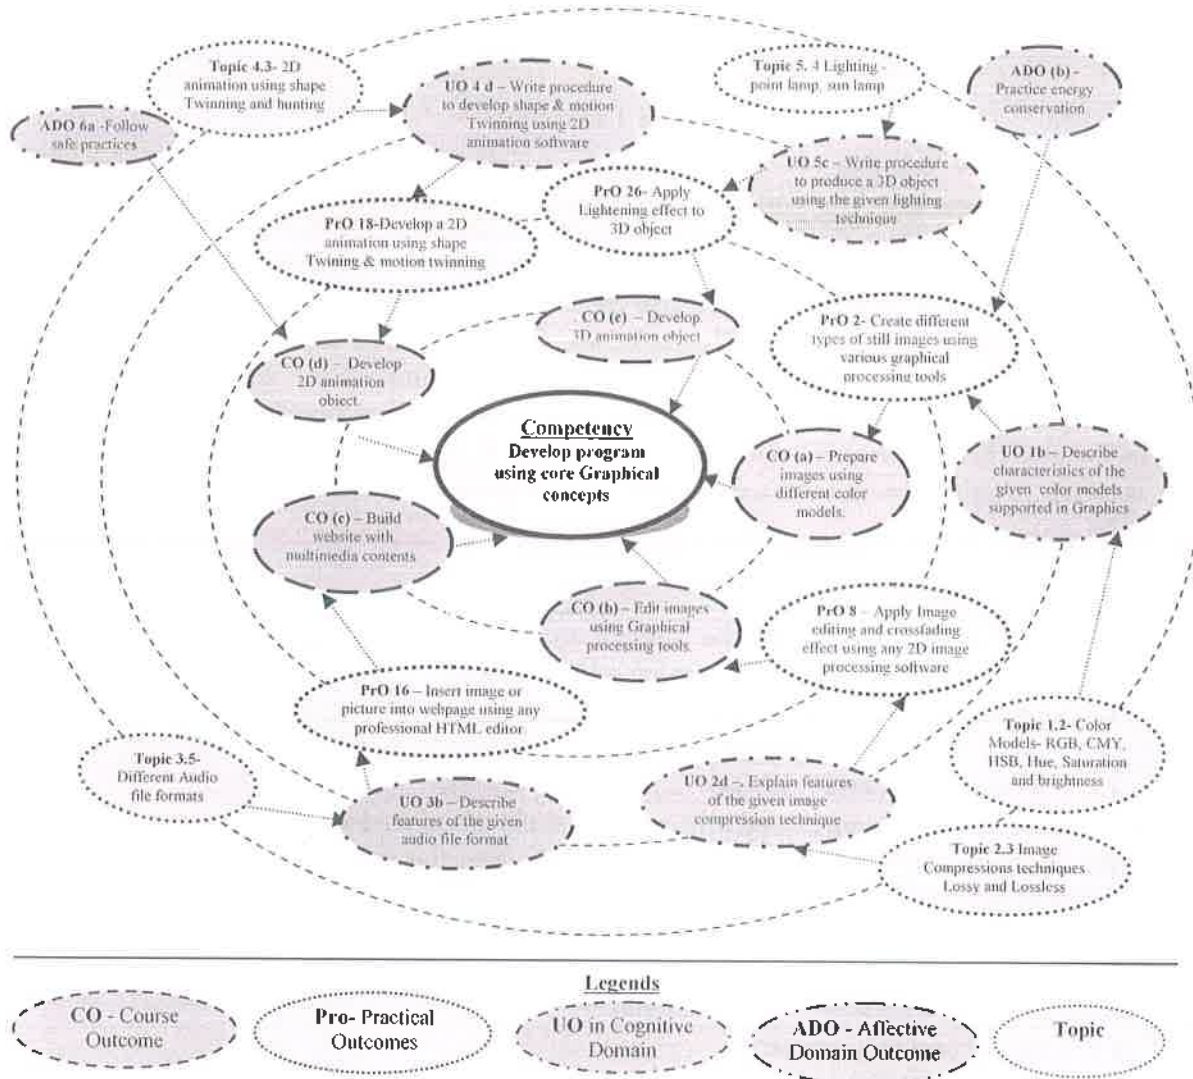 Topic 4.3- 2D
animation using shape
Twinning and hunting
UO 4 d – Write procedure
to develop shape & motion
Twinning using 2D
animation software
Topic 5. 4 Lighting -
point lamp, sun lamp
ADO (b) -
Practice energy
conservation
ADO 6a -Follow
safe practices
UO 5c – Write procedure
to produce a 3D object
using the given lighting
technique
PrO 26- Apply
Lightening effect to
3D object
PrO 18-Develop a 2D
animation using shape
Twining & motion twinning
CO (e) – Develop
3D animation object
PrO 2- Create different
types of still images using
various graphical
processing tools
CO (d) – Develop
2D animation
object.
Competency
Develop program
using core Graphical
concepts
CO (a) – Prepare
images using
different color
models.
UO 1b – Describe
characteristics of the
given color models
supported in Graphics
CO (c) – Build
website with
multimedia contents
CO (b) – Edit images
using Graphical
processing tools.
PrO 8 – Apply Image
editing and crossfading
effect using any 2D image
processing software
PrO 16 – Insert image or
picture into webpage using any
professional HTML editor.
Topic 1.2- Color
Models- RGB, CMY,
HSB, Hue, Saturation
and brightness
Topic 3.5-
Different Audio
file formats
UO 3b – Describe
features of the given
audio file format
UO 2d –. Explain features
of the given image
compression technique
Topic 2.3 Image
Compressions techniques
Lossy and Lossless
Legends
CO - Course
Outcome
Pro- Practical
Outcomes
UO in Cognitive
Domain
ADO - Affective
Domain Outcome
Topic